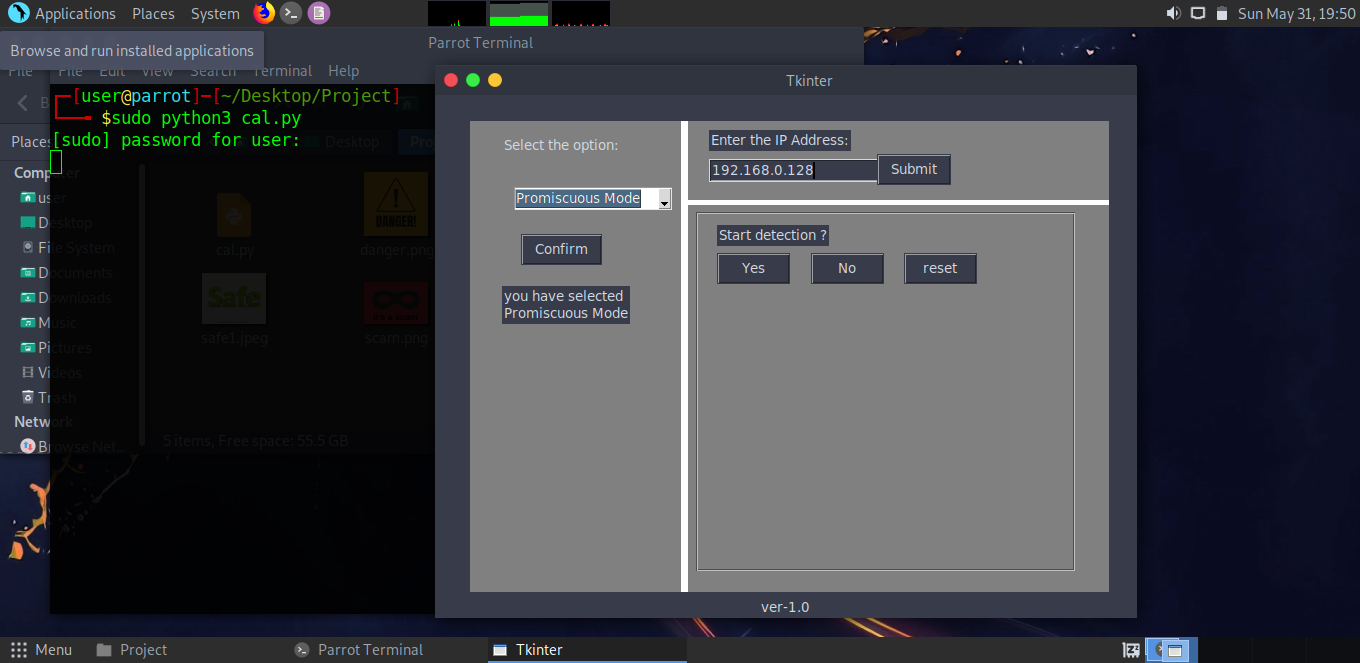 Applications Places System
Sun May 31, 19:50
Browse and run installed applications
Parrot Terminal
File
File Edit View Search Terminal Help
B
[user@parrot]─[~/Desktop/Project]
$sudo python3 cal.py
[sudo] password for user:
Places
Desktop
Pro
Computer
user
Desktop
File System
Documents
Downloads
Music
Pictures
Videos
Trash
Network
Browse Net...
cal.py
danger.png
DANGER!
Safe
safe1.jpeg
scam.png
5 items, Free space: 55.5 GB
Tkinter
Select the option:
Promiscuous Mode
Confirm
you have selected
Promiscuous Mode
Enter the IP Address:
192.168.0.128
Submit
Start detection ?
Yes No reset
ver-1.0
Menu
Project
Parrot Terminal
Tkinter